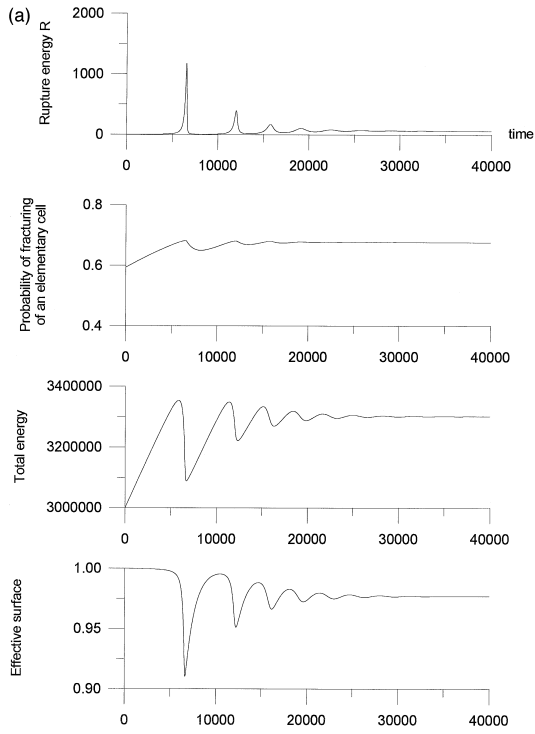 (a)
2000
1000
0
Rupture energy R
time
0 10000 20000 30000 40000
0.8
0.6
0.4
Probability of fracturing
of an elementary cell
0 10000 20000 30000 40000
3400000
3200000
3000000
Total energy
0 10000 20000 30000 40000
1.00
0.95
0.90
Effective surface
0 10000 20000 30000 40000